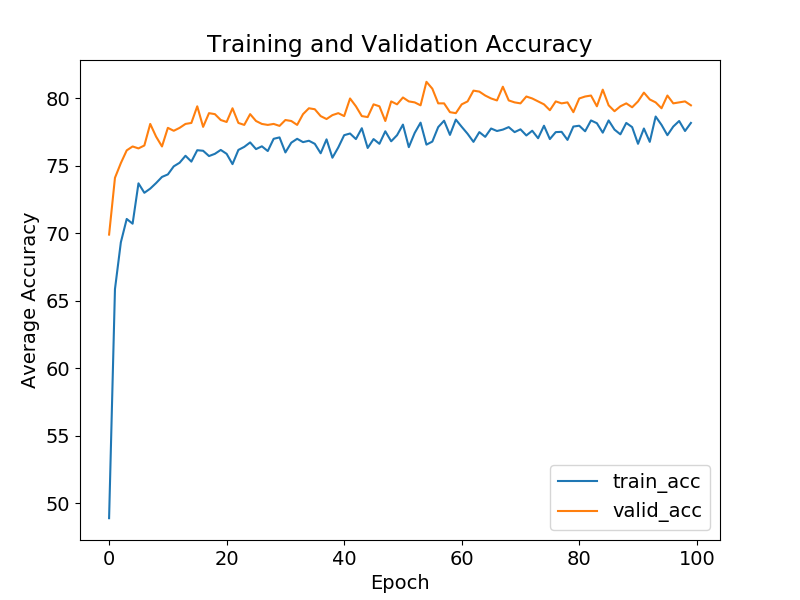 Training and Validation Accuracy
Average Accuracy
80
75
70
65
60
55
50
train_acc
valid_acc
0 20 40 60 80 100
Epoch